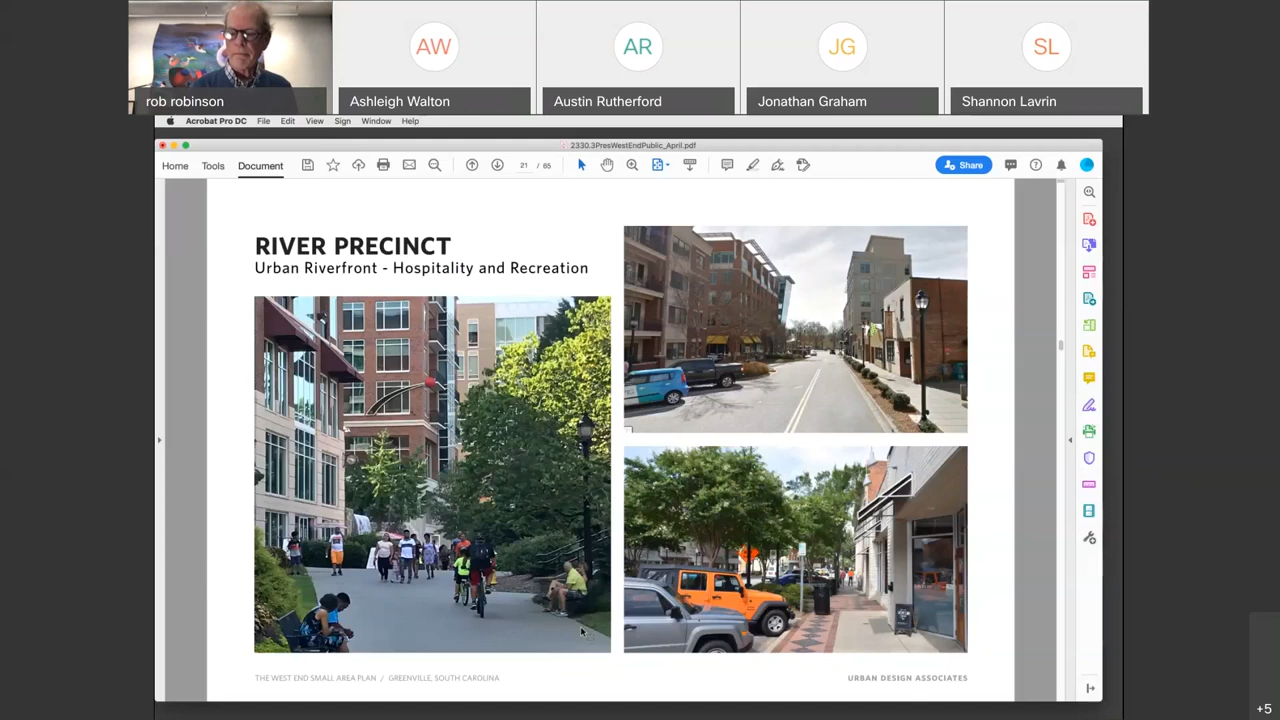 AW
AR
JG
SL
rob robinson
Ashleigh Walton
Austin Rutherford
Jonathan Graham
Shannon Lavrin
Acrobat Pro DC File Edit View Sign Window Help
2330.3PresWestEndPublic_April.pdf
Home Tools Document 21 / 65 Share
RIVER PRECINCT
Urban Riverfront - Hospitality and Recreation
THE WEST END SMALL AREA PLAN / GREENVILLE, SOUTH CAROLINA
URBAN DESIGN ASSOCIATES
+5